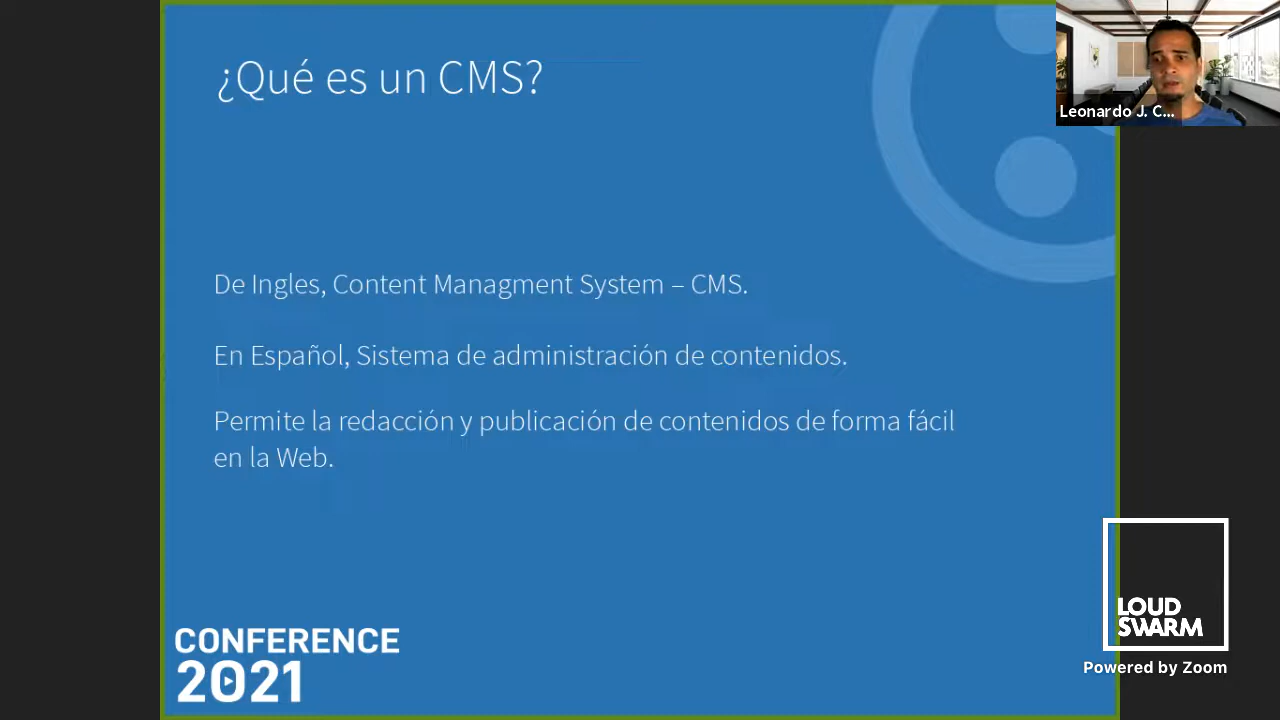 ¿Qué es un CMS?
Leonardo J. C...
De Ingles, Content Managment System – CMS.
En Español, Sistema de administración de contenidos.
Permite la redacción y publicación de contenidos de forma fácil
en la Web.
CONFERENCE
2021
LOUD
SWARM
Powered by Zoom